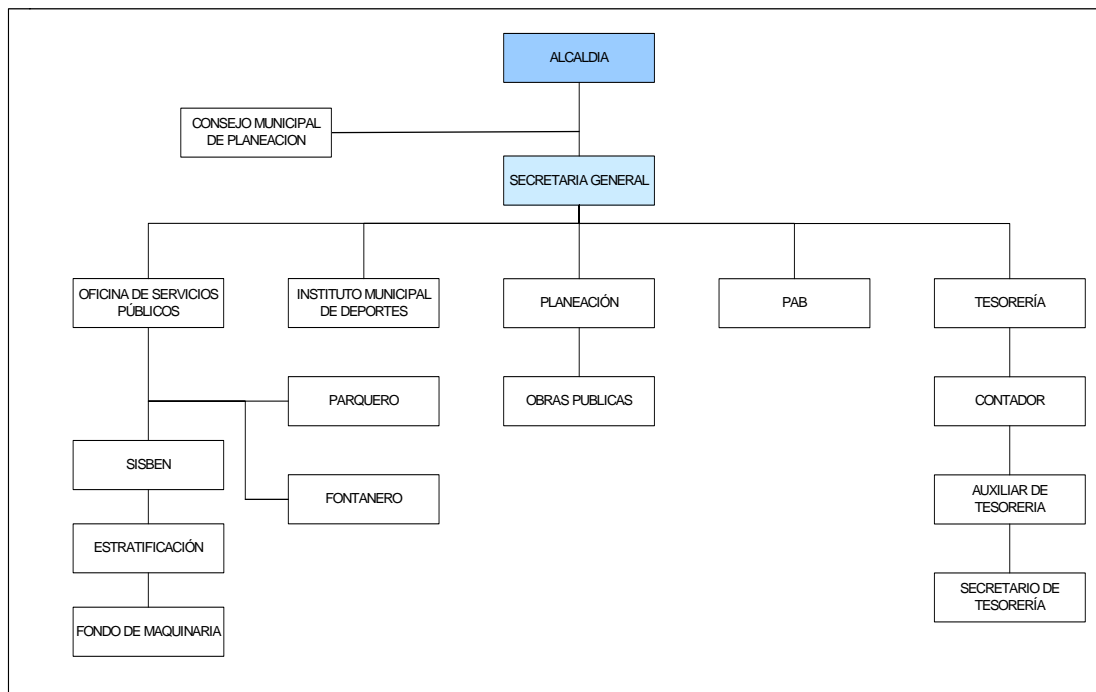 ALCALDIA
CONSEJO MUNICIPAL
DE PLANEACION
SECRETARIA GENERAL
OFICINA DE SERVICIOS
PÚBLICOS
INSTITUTO MUNICIPAL
DE DEPORTES
PLANEACIÓN
PAB
TESORERÍA
PARQUERO
OBRAS PUBLICAS
CONTADOR
SISBEN
FONTANERO
AUXILIAR DE
TESORERIA
ESTRATIFICACIÓN
SECRETARIO DE
TESORERÍA
FONDO DE MAQUINARIA